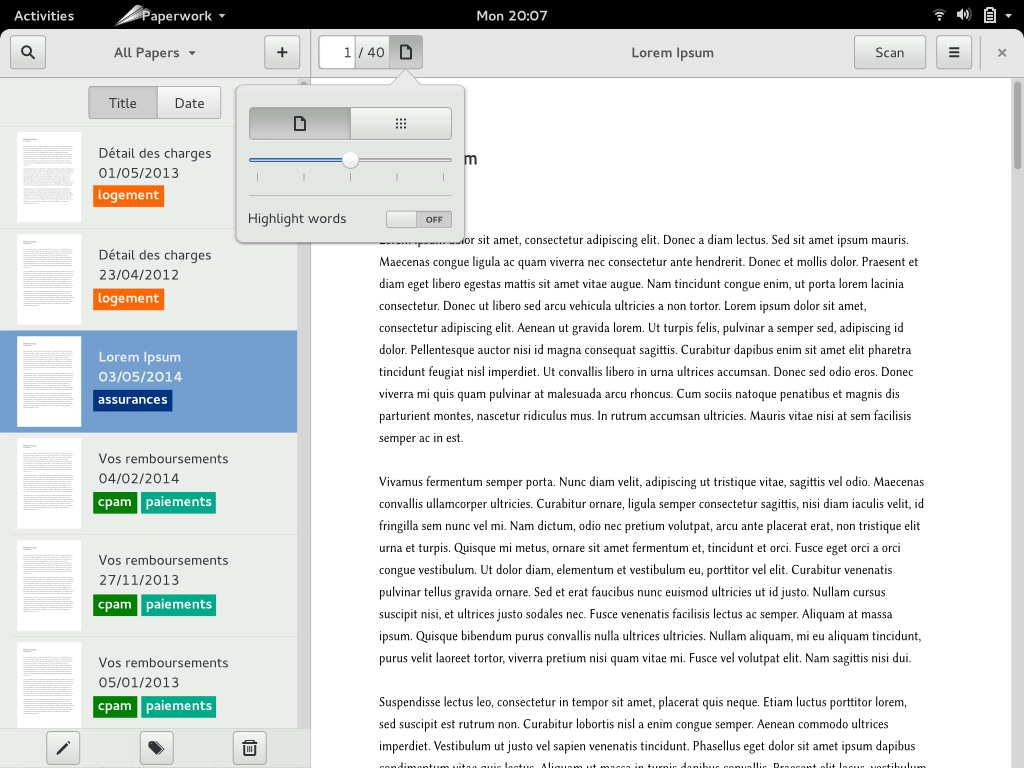 Activities
Paperwork
Mon 20:07
All Papers
1 / 40
Lorem Ipsum
Scan
Title
Date
Détail des charges
01/05/2013
logement
Détail des charges
23/04/2012
logement
Lorem Ipsum
03/05/2014
assurances
Vos remboursements
04/02/2014
cpam paiements
Vos remboursements
27/11/2013
cpam paiements
Vos remboursements
05/01/2013
cpam paiements
Highlight words
OFF
m
Lorem ipsum dolor sit amet, consectetur adipiscing elit. Donec a diam lectus. Sed sit amet ipsum mauris.
Maecenas congue ligula ac quam viverra nec consectetur ante hendrerit. Donec et mollis dolor. Praesent et
diam eget libero egestas mattis sit amet vitae augue. Nam tincidunt congue enim, ut porta lorem lacinia
consectetur. Donec ut libero sed arcu vehicula ultricies a non tortor. Lorem ipsum dolor sit amet,
consectetur adipiscing elit. Aenean ut gravida lorem. Ut turpis felis, pulvinar a semper sed, adipiscing id
dolor. Pellentesque auctor nisi id magna consequat sagittis. Curabitur dapibus enim sit amet elit pharetra
tincidunt feugiat nisl imperdiet. Ut convallis libero in urna ultrices accumsan. Donec sed odio eros. Donec
viverra mi quis quam pulvinar at malesuada arcu rhoncus. Cum sociis natoque penatibus et magnis dis
parturient montes, nascetur ridiculus mus. In rutrum accumsan ultricies. Mauris vitae nisi at sem facilisis
semper ac in est.
Vivamus fermentum semper porta. Nunc diam velit, adipiscing ut tristique vitae, sagittis vel odio. Maecenas
convallis ullamcorper ultricies. Curabitur ornare, ligula semper consectetur sagittis, nisi diam iaculis velit, id
fringilla sem nunc vel mi. Nam dictum, odio nec pretium volutpat, arcu ante placerat erat, non tristique elit
urna et turpis. Quisque mi metus, ornare sit amet fermentum et, tincidunt et orci. Fusce eget orci a orci
congue vestibulum. Ut dolor diam, elementum et vestibulum eu, porttitor vel elit. Curabitur venenatis
pulvinar tellus gravida ornare. Sed et erat faucibus nunc euismod ultricies ut id justo. Nullam cursus
suscipit nisi, et ultrices justo sodales nec. Fusce venenatis facilisis lectus ac semper. Aliquam at massa
ipsum. Quisque bibendum purus convallis nulla ultrices ultricies. Nullam aliquam, mi eu aliquam tincidunt,
purus velit laoreet tortor, viverra pretium nisi quam vitae mi. Fusce vel volutpat elit. Nam sagittis nisi dui.
Suspendisse lectus leo, consectetur in tempor sit amet, placerat quis neque. Etiam luctus porttitor lorem,
sed suscipit est rutrum non. Curabitur lobortis nisl a enim congue semper. Aenean commodo ultrices
imperdiet. Vestibulum ut justo vel sapien venenatis tincidunt. Phasellus eget dolor sit amet ipsum dapibus
condimentum vitae quis lectus. Aliquam ut massa in turpis dapibus convallis. Praesent elit lacus, vestibulum